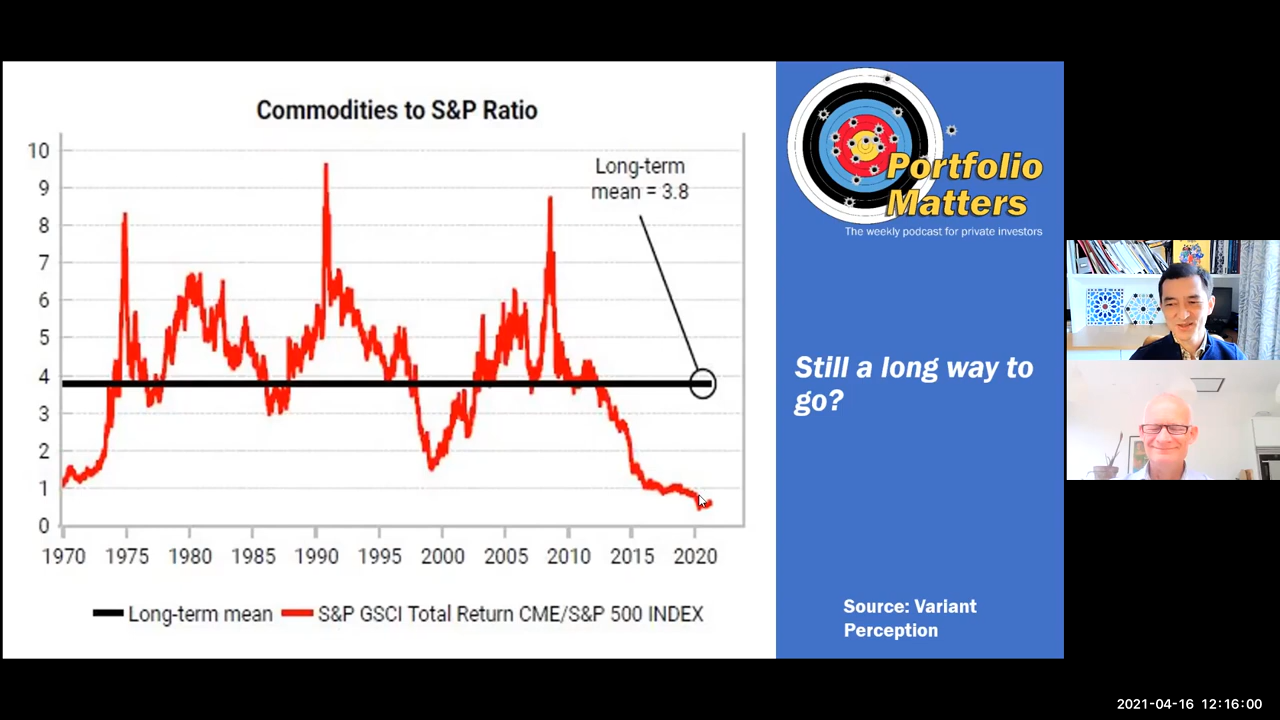 Commodities to S&P Ratio
10
9
8
7
6
5
4
3
2
1
0
Long-term
mean = 3.8
1970 1975 1980 1985 1990 1995 2000 2005 2010 2015 2020
Long-term mean S&P GSCI Total Return CME/S&P 500 INDEX
Portfolio
Matters
The weekly podcast for private investors
Still a long way to
go?
Source: Variant
Perception
2021-04-16 12:16:00